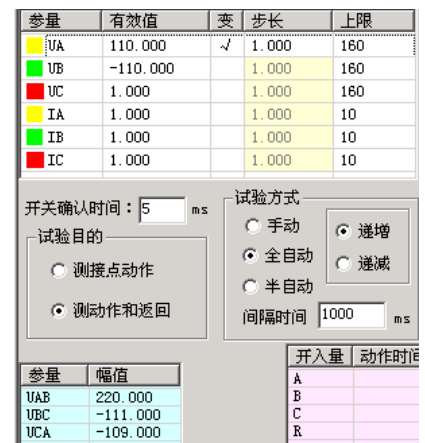 参量 有效值 变 步长 上限
UA 110.000 √ 1.000 160
UB -110.000 1.000 160
UC 1.000 1.000 160
IA 1.000 1.000 10
IB 1.000 1.000 10
IC 1.000 1.000 10
开关确认时间：5 ms
试验目的
测接点动作
测动作和返回
试验方式
手动
全自动
半自动
递增
递减
间隔时间 1000 ms
参量 幅值
UAB 220.000
UBC -111.000
UCA -109.000
开入量 动作时间
A
B
C
R